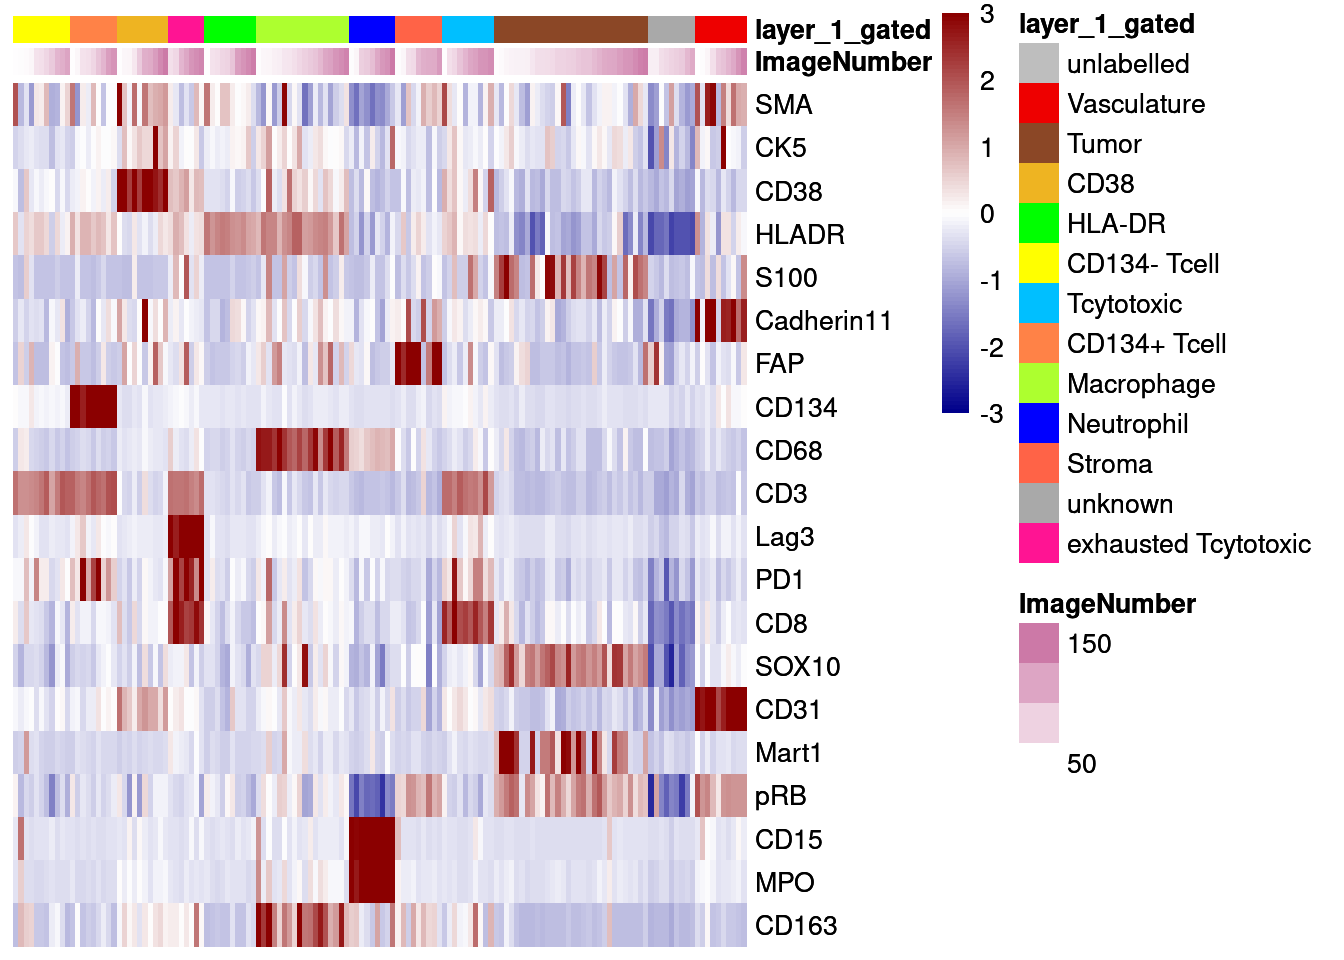 layer_1_gated
ImageNumber
SMA
CK5
CD38
HLADR
S100
Cadherin11
FAP
CD134
CD68
CD3
Lag3
PD1
CD8
SOX10
CD31
Mart1
pRB
CD15
MPO
CD163
3
2
1
0
-1
-2
-3
layer_1_gated
unlabelled
Vasculature
Tumor
CD38
HLA-DR
CD134- Tcell
Tcytotoxic
CD134+ Tcell
Macrophage
Neutrophil
Stroma
unknown
exhausted Tcytotoxic
ImageNumber
150
50